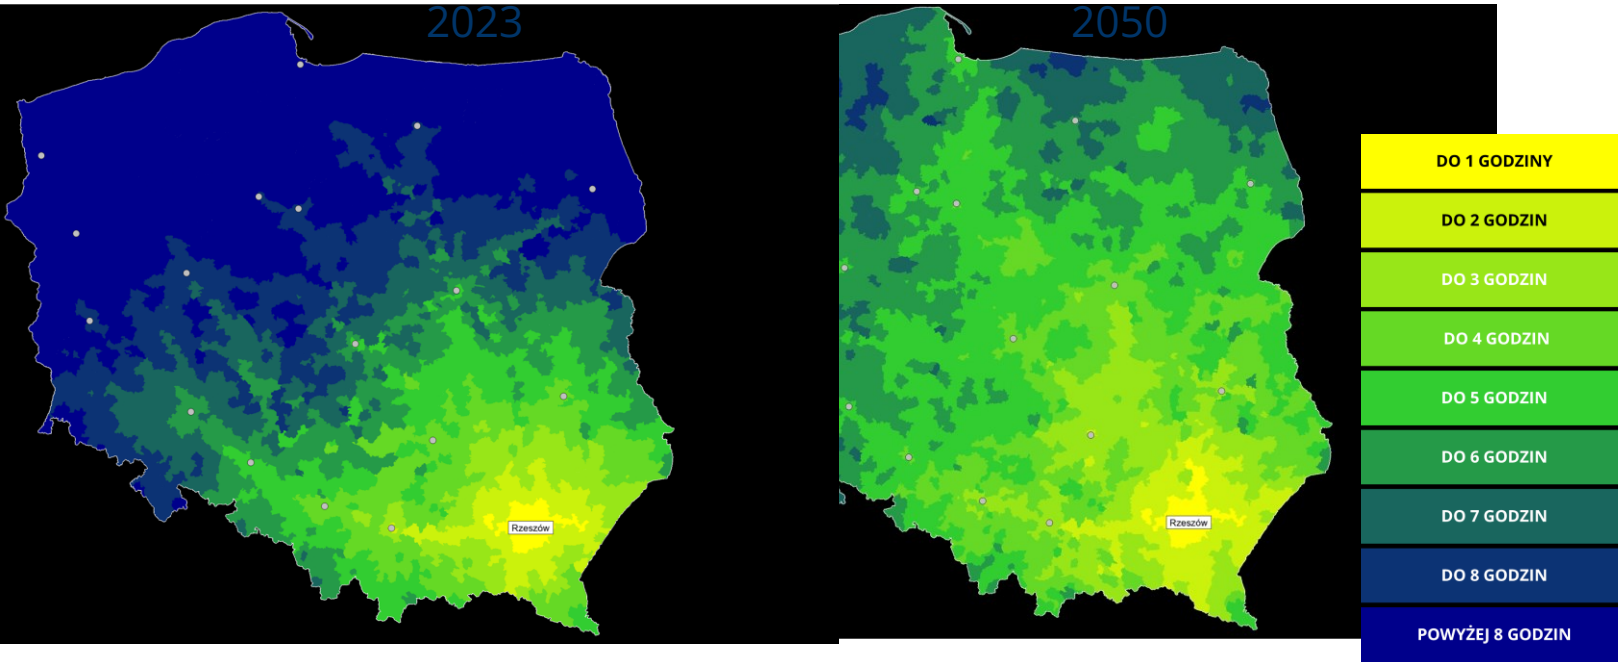 2023
2050
Rzeszów
Rzeszów
DO 1 GODZINY
DO 2 GODZIN
DO 3 GODZIN
DO 4 GODZIN
DO 5 GODZIN
DO 6 GODZIN
DO 7 GODZIN
DO 8 GODZIN
POWYŻEJ 8 GODZIN